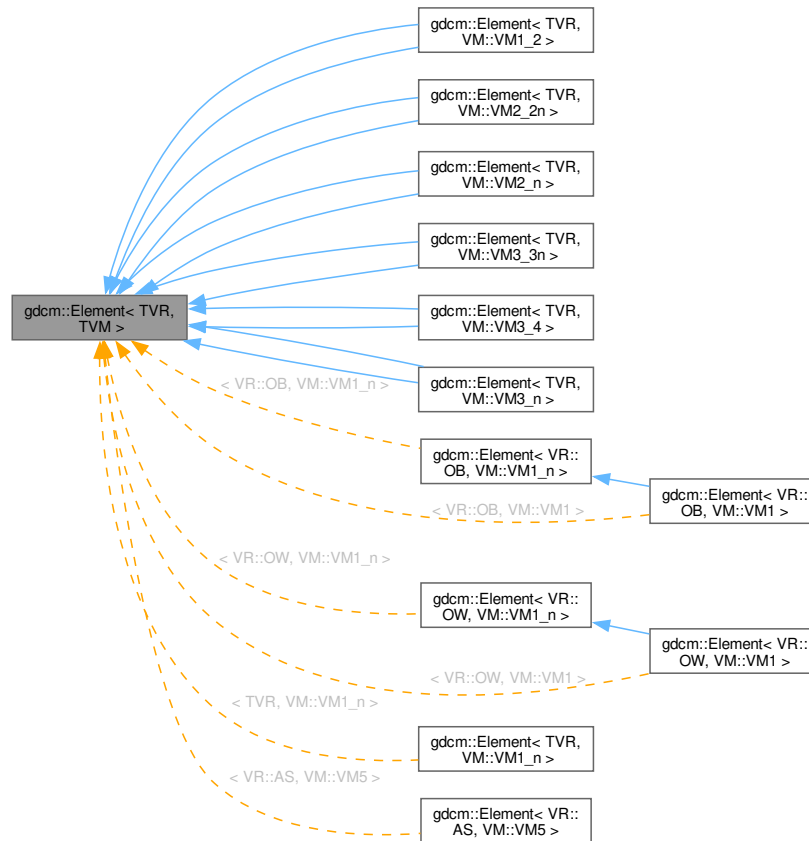 gdcm::Element< TVR,
VM::VM1_2 >
gdcm::Element< TVR,
VM::VM2_2n >
gdcm::Element< TVR,
VM::VM2_n >
gdcm::Element< TVR,
VM::VM3_3n >
gdcm::Element< TVR,
TVM >
gdcm::Element< TVR,
VM::VM3_4 >
gdcm::Element< TVR,
VM::VM3_n >
< VR::OB, VM::VM1_n >
gdcm::Element< VR::
OB, VM::VM1_n >
gdcm::Element< VR::
OB, VM::VM1 >
< VR::OB, VM::VM1 >
< VR::OW, VM::VM1_n >
gdcm::Element< VR::
OW, VM::VM1_n >
gdcm::Element< VR::
OW, VM::VM1 >
< VR::OW, VM::VM1 >
< TVR, VM::VM1_n >
gdcm::Element< TVR,
VM::VM1_n >
< VR::AS, VM::VM5 >
gdcm::Element< VR::
AS, VM::VM5 >